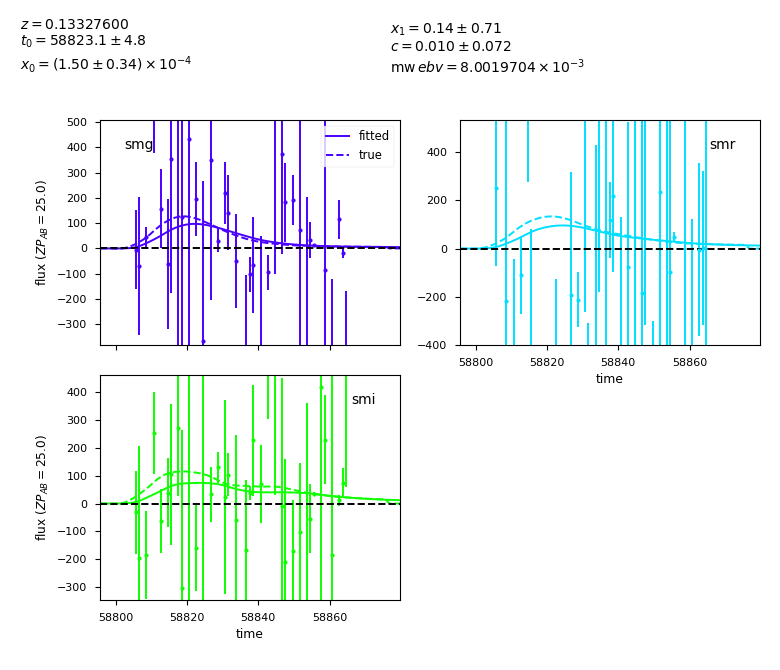 z = 0.13327600
t₀ = 58823.1 ± 4.8
x₀ = (1.50 ± 0.34) × 10⁻⁴
x₁ = 0.14 ± 0.71
c = 0.010 ± 0.072
mw ebv = 8.0019704 × 10⁻³
smg
fitted
true
500
400
300
200
100
0
−100
−200
−300
flux (ZP_AB = 25.0)
smr
400
200
0
−200
−400
58800
58820
58840
58860
time
smi
400
300
200
100
0
−100
−200
−300
flux (ZP_AB = 25.0)
58800
58820
58840
58860
time